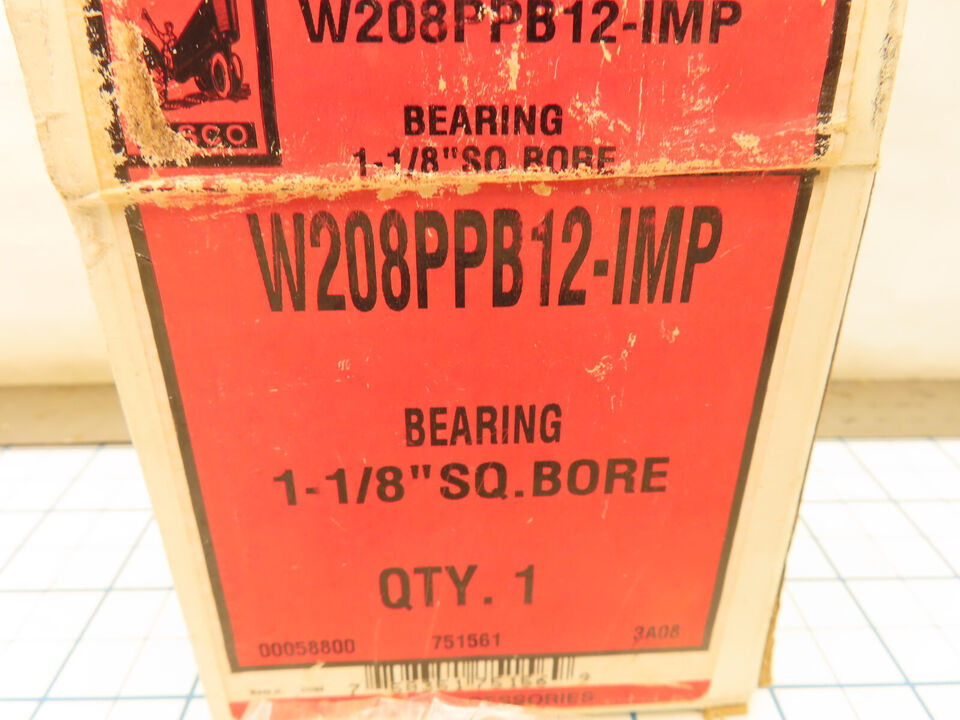 W208PPB12-IMP
BEARING
1-1/8" SQ. BORE
W208PPB12-IMP
BEARING
1-1/8" SQ. BORE
QTY. 1
00058800 751561 3A08